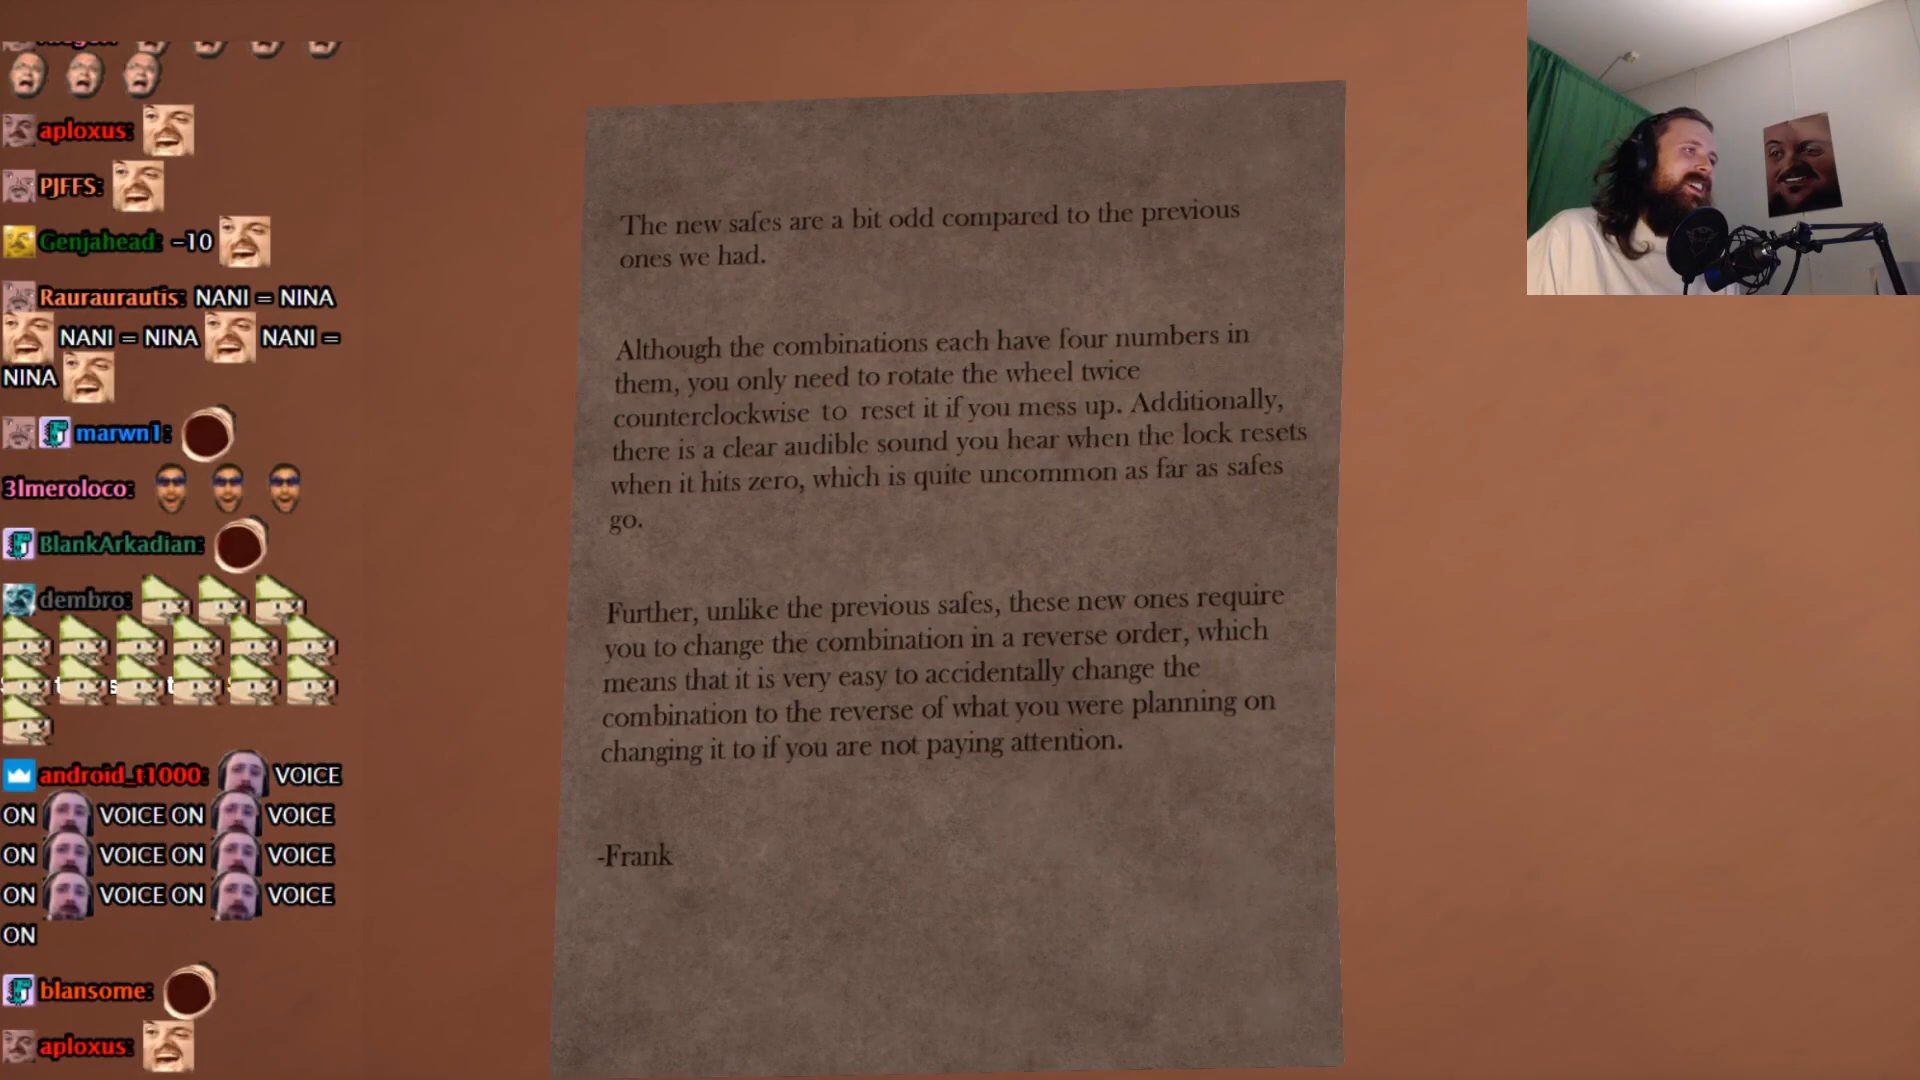 aploxus:
PJFFS:
Genjahead: -10
Rauraurautis: NANI = NINA
NANI = NINA NANI =
NINA
marwn1:
3lmeroloco:
BlankArkadian:
dembro:
android_t1000: VOICE
ON VOICE ON VOICE
ON VOICE ON VOICE
ON VOICE ON VOICE
ON
blansome:
aploxus:
The new safes are a bit odd compared to the previous
ones we had.
Although the combinations each have four numbers in
them, you only need to rotate the wheel twice
counterclockwise to reset it if you mess up. Additionally,
there is a clear audible sound you hear when the lock resets
when it hits zero, which is quite uncommon as far as safes
go.
Further, unlike the previous safes, these new ones require
you to change the combination in a reverse order, which
means that it is very easy to accidentally change the
combination to the reverse of what you were planning on
changing it to if you are not paying attention.
-Frank